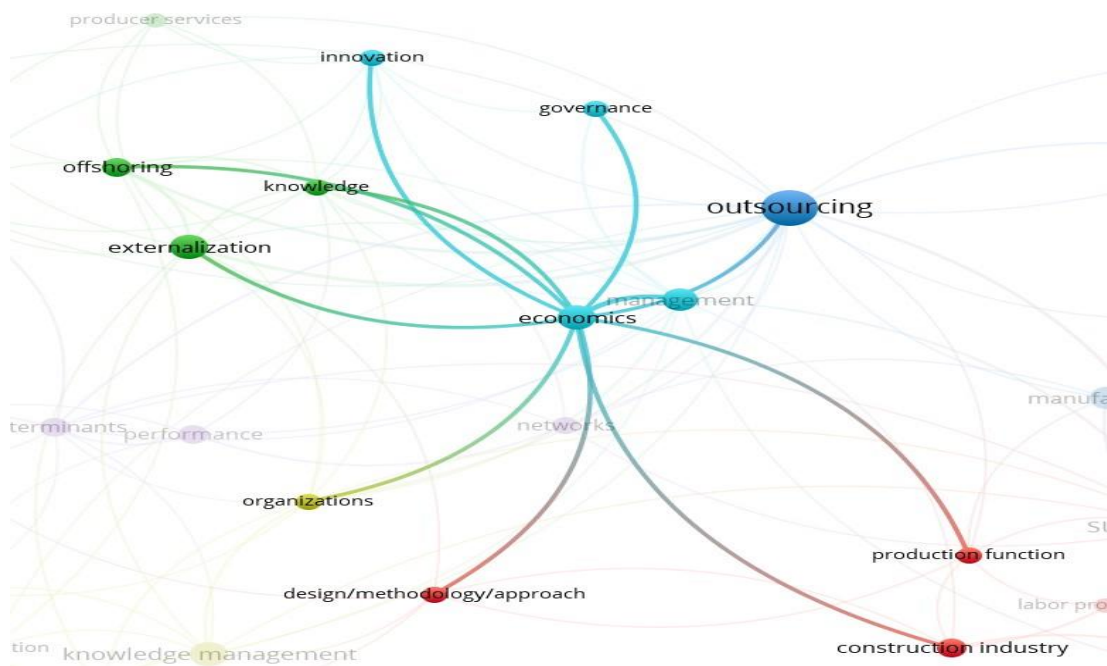 producer services
innovation
governance
offshoring
knowledge
outsourcing
externalization
management
economics
manufa
terminants
performance
networks
organizations
SU
production function
design/methodology/approach
labor pro
tion
knowledge management
construction industry